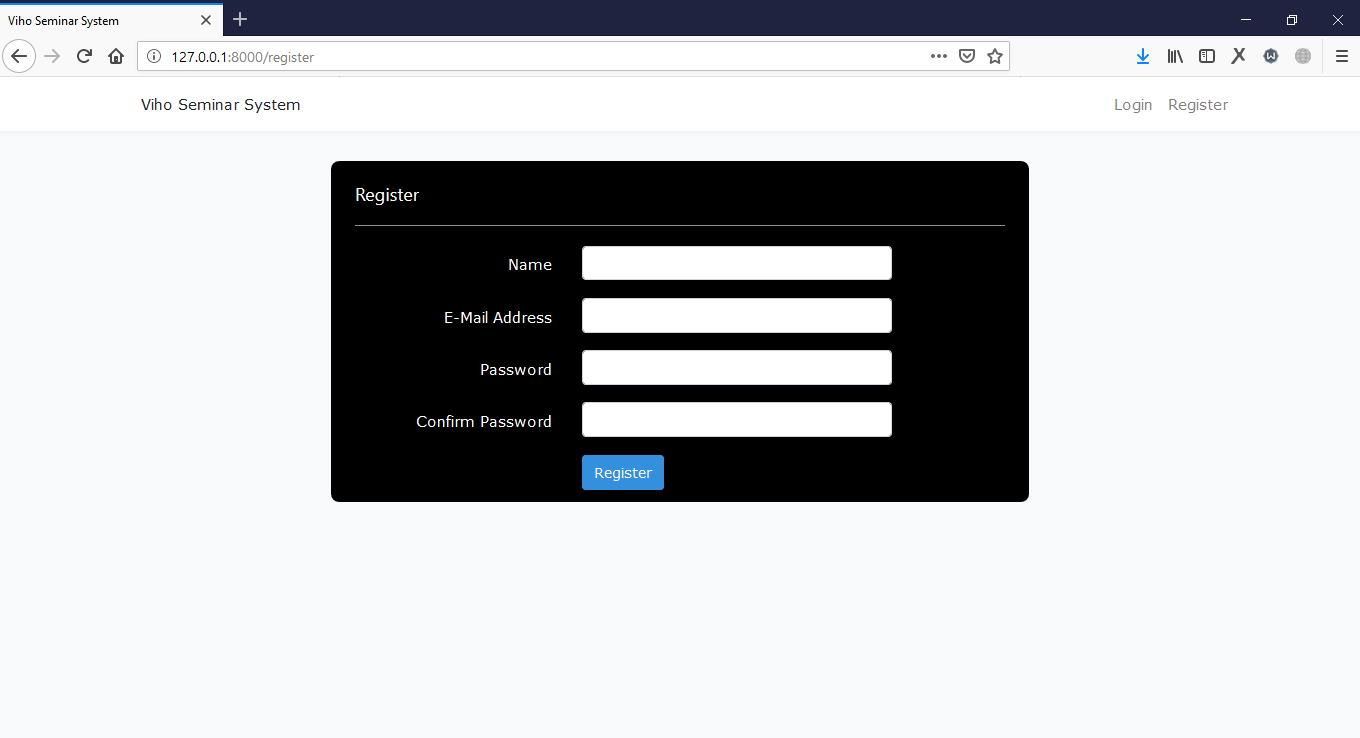 Viho Seminar System
127.0.0.1:8000/register
Viho Seminar System
Login Register
Register
Name
E-Mail Address
Password
Confirm Password
Register